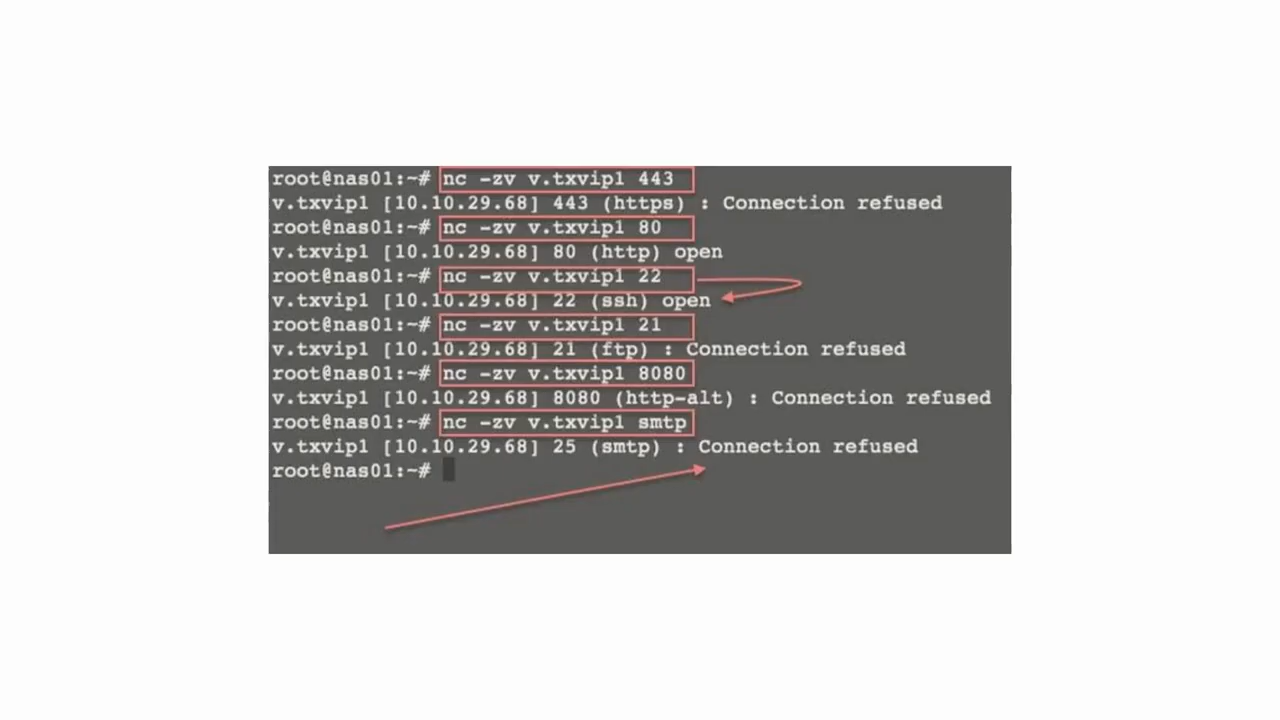 root@nas01:~# nc -zv v.txvip1 443
v.txvip1 [10.10.29.68] 443 (https) : Connection refused
root@nas01:~# nc -zv v.txvip1 80
v.txvip1 [10.10.29.68] 80 (http) open
root@nas01:~# nc -zv v.txvip1 22
v.txvip1 [10.10.29.68] 22 (ssh) open
root@nas01:~# nc -zv v.txvip1 21
v.txvip1 [10.10.29.68] 21 (ftp) : Connection refused
root@nas01:~# nc -zv v.txvip1 8080
v.txvip1 [10.10.29.68] 8080 (http-alt) : Connection refused
root@nas01:~# nc -zv v.txvip1 smtp
v.txvip1 [10.10.29.68] 25 (smtp) : Connection refused
root@nas01:~#